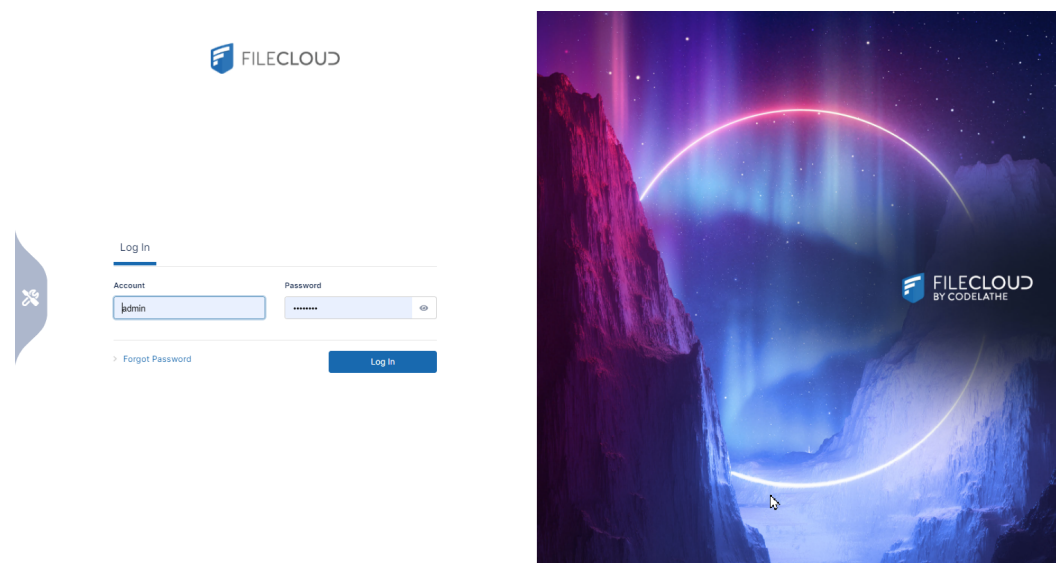 FILECLOUD
Log In
Account
Password
admin
••••••••
Forgot Password
Log In
FILECLOUD
BY CODELATHE